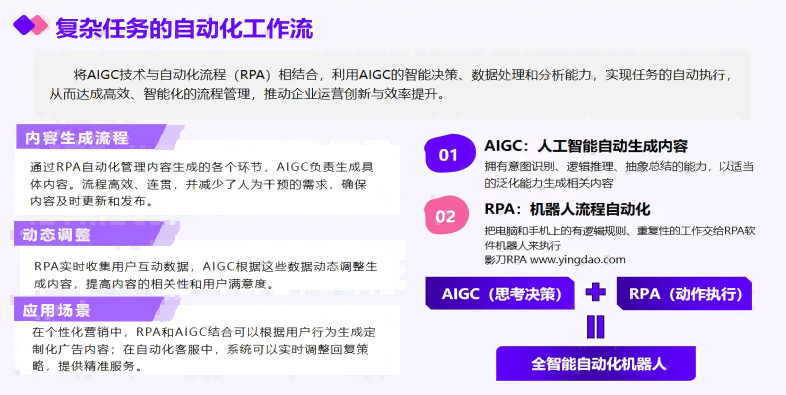 复杂任务的自动化工作流
将AIGC技术与自动化流程（RPA）相结合，利用AIGC的智能决策、数据处理和分析能力，实现任务的自动执行，
从而达成高效、智能化的流程管理，推动企业运营创新与效率提升。
内容生成流程
通过RPA自动化管理内容生成的各个环节，AIGC负责生成具
体内容。流程高效、连贯，并减少了人为干预的需求，确保
内容及时更新和发布。
动态调整
RPA实时收集用户互动数据，AIGC根据这些数据动态调整生
成内容，提高内容的相关性和用户满意度。
应用场景
在个性化营销中，RPA和AIGC结合可以根据用户行为生成定
制化广告内容；在自动化客服中，系统可以实时调整回复策
略，提供精准服务。
01
AIGC：人工智能自动生成内容
拥有意图识别、逻辑推理、抽象总结的能力，以适当
的泛化能力生成相关内容
02
RPA：机器人流程自动化
把电脑和手机上的有逻辑规则、重复性的工作交给RPA软
件机器人来执行
影刀RPA www.yingdao.com
AIGC（思考决策）
RPA（动作执行）
全智能自动化机器人